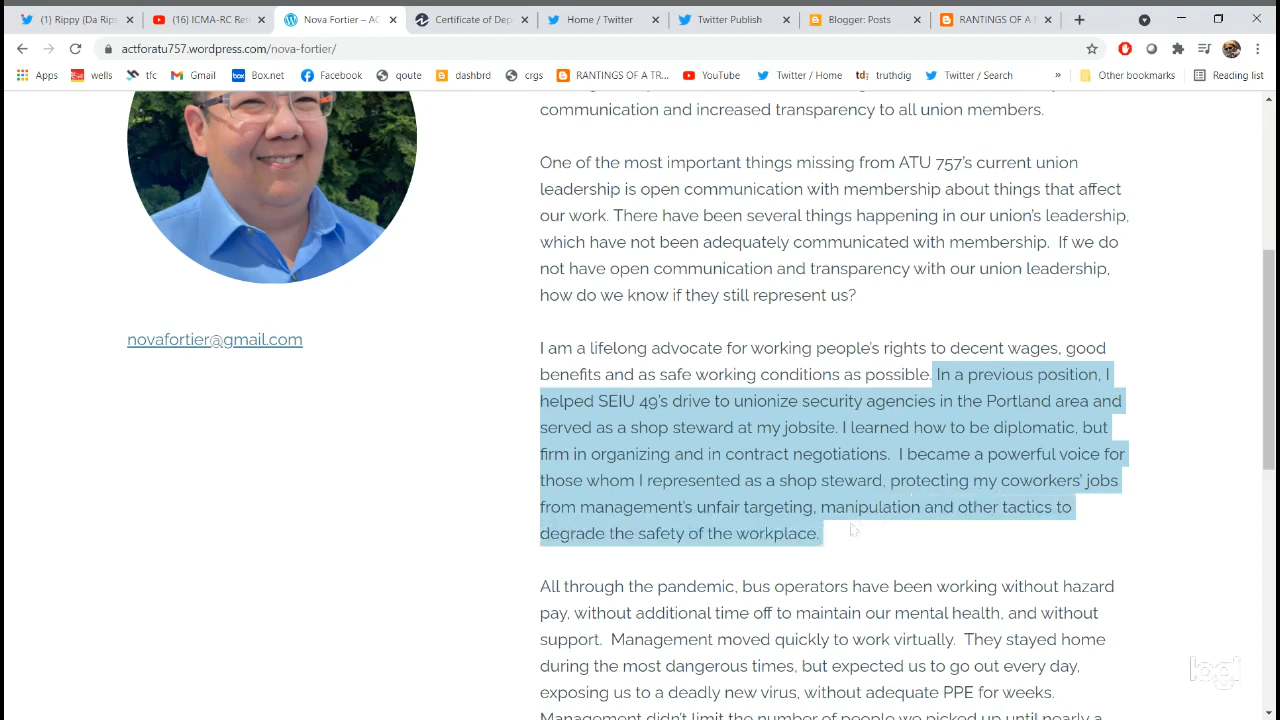 (1) Rippy (Da Rips
(16) ICMA-RC Reti
Nova Fortier – AC
Certificate of Dep
Home / Twitter
Twitter Publish
Blogger: Posts
RANTINGS OF A F
actforatu757.wordpress.com/nova-fortier/
Apps
wells
tfc
Gmail
Box.net
Facebook
qoute
dashbrd
crgs
RANTINGS OF A TR...
YouTube
Twitter / Home
truthdig
Twitter / Search
»
Other bookmarks
Reading list
communication and increased transparency to all union members.
One of the most important things missing from ATU 757's current union
leadership is open communication with membership about things that affect
our work. There have been several things happening in our union's leadership,
which have not been adequately communicated with membership.  If we do
not have open communication and transparency with our union leadership,
how do we know if they still represent us?
novafortier@gmail.com
I am a lifelong advocate for working people's rights to decent wages, good
benefits and as safe working conditions as possible. In a previous position, I
helped SEIU 49's drive to unionize security agencies in the Portland area and
served as a shop steward at my jobsite. I learned how to be diplomatic, but
firm in organizing and in contract negotiations.  I became a powerful voice for
those whom I represented as a shop steward, protecting my coworkers' jobs
from management's unfair targeting, manipulation and other tactics to
degrade the safety of the workplace.
All through the pandemic, bus operators have been working without hazard
pay, without additional time off to maintain our mental health, and without
support.  Management moved quickly to work virtually.  They stayed home
during the most dangerous times, but expected us to go out every day,
exposing us to a deadly new virus, without adequate PPE for weeks.
Management didn't limit the number of people we picked up until nearly a
logi